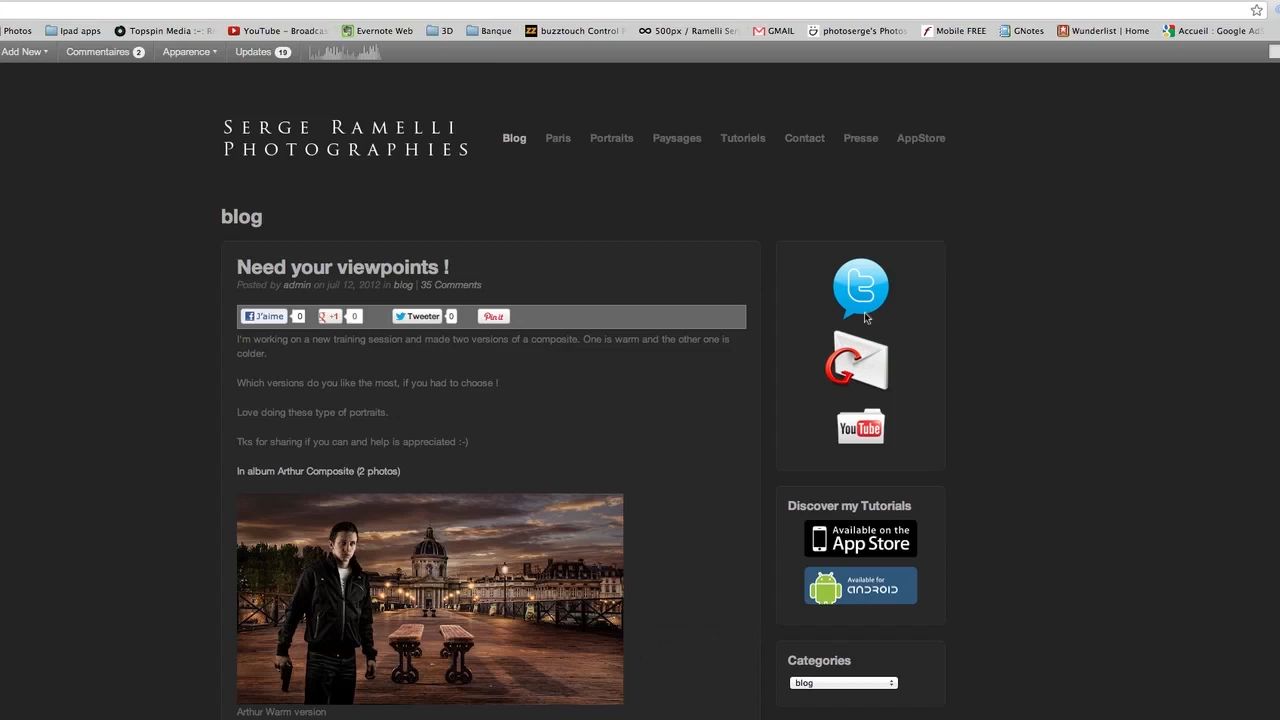 Photos Ipad apps Topspin Media :-: R YouTube - Broadcas Evernote Web 3D Banque buzztouch Control 500px / Ramelli Ser GMAIL photoserge's Photos Mobile FREE GNotes Wunderlist | Home Accueil : Google Ads
Add New Commentaires 2 Apparence Updates 19
SERGE RAMELLI
PHOTOGRAPHIES
Blog Paris Portraits Paysages Tutoriels Contact Presse AppStore
blog
Need your viewpoints !
Posted by admin on juil 12, 2012 in blog | 35 Comments
J'aime 0 +1 0 Tweeter 0 Pin it
I'm working on a new training session and made two versions of a composite. One is warm and the other one is
colder.
Which versions do you like the most, if you had to choose !
Love doing these type of portraits.
Tks for sharing if you can and help is appreciated :-)
In album Arthur Composite (2 photos)
Arthur Warm version
YouTube
Discover my Tutorials
Available on the
App Store
Available for
ANDROID
Categories
blog